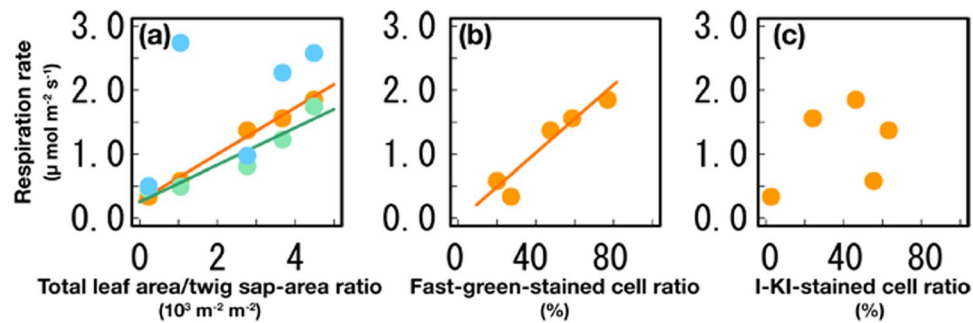 Respiration rate
(μ mol m⁻² s⁻¹)
3.0
2.0
1.0
0.0
(a)
0 2 4
Total leaf area/twig sap-area ratio
(10³ m⁻² m⁻²)
3.0
2.0
1.0
0.0
(b)
0 40 80
Fast-green-stained cell ratio
(%)
3.0
2.0
1.0
0.0
(c)
0 40 80
I-KI-stained cell ratio
(%)